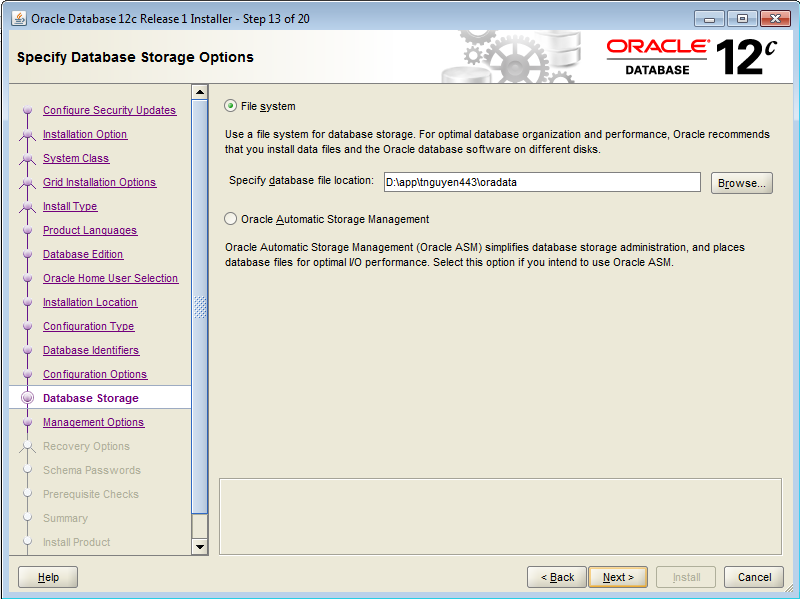 Oracle Database 12c Release 1 Installer - Step 13 of 20
Specify Database Storage Options
ORACLE®
DATABASE
12c
Configure Security Updates
Installation Option
System Class
Grid Installation Options
Install Type
Product Languages
Database Edition
Oracle Home User Selection
Installation Location
Configuration Type
Database Identifiers
Configuration Options
Database Storage
Management Options
Recovery Options
Schema Passwords
Prerequisite Checks
Summary
Install Product
File system
Use a file system for database storage. For optimal database organization and performance, Oracle recommends
that you install data files and the Oracle database software on different disks.
Specify database file location: D:\app\tnguyen443\oradata Browse...
Oracle Automatic Storage Management
Oracle Automatic Storage Management (Oracle ASM) simplifies database storage administration, and places
database files for optimal I/O performance. Select this option if you intend to use Oracle ASM.
Help < Back Next > Install Cancel